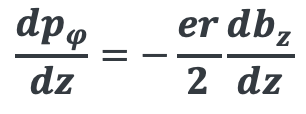 dp_φ/dz = − er/2 db_z/dz